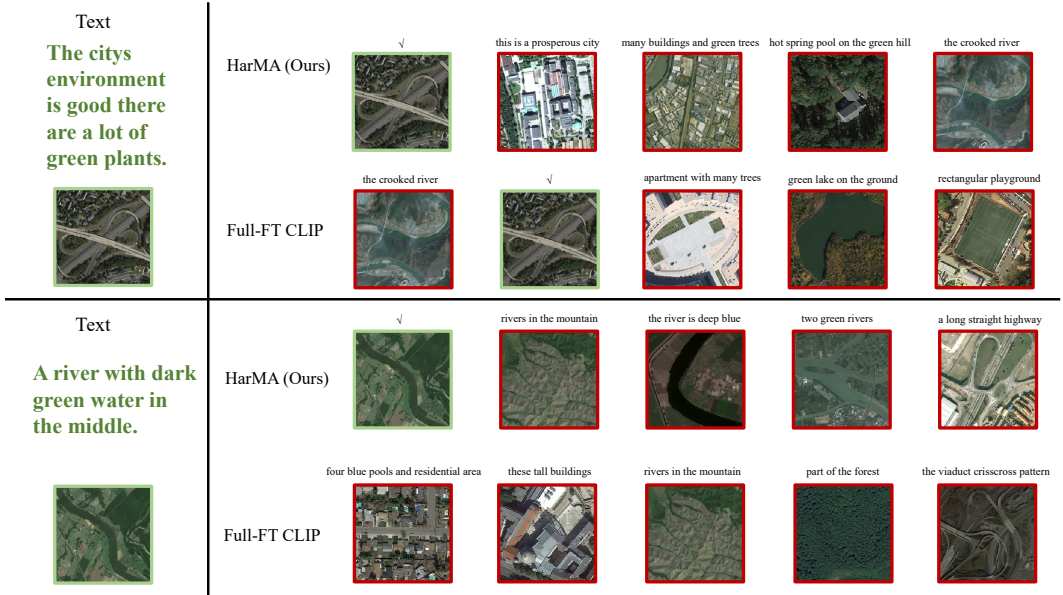 Text
The citys
environment
is good there
are a lot of
green plants.
HarMA (Ours)
√
this is a prosperous city
many buildings and green trees
hot spring pool on the green hill
the crooked river
Full-FT CLIP
the crooked river
√
apartment with many trees
green lake on the ground
rectangular playground
Text
A river with dark
green water in
the middle.
HarMA (Ours)
√
rivers in the mountain
the river is deep blue
two green rivers
a long straight highway
Full-FT CLIP
four blue pools and residential area
these tall buildings
rivers in the mountain
part of the forest
the viaduct crisscross pattern